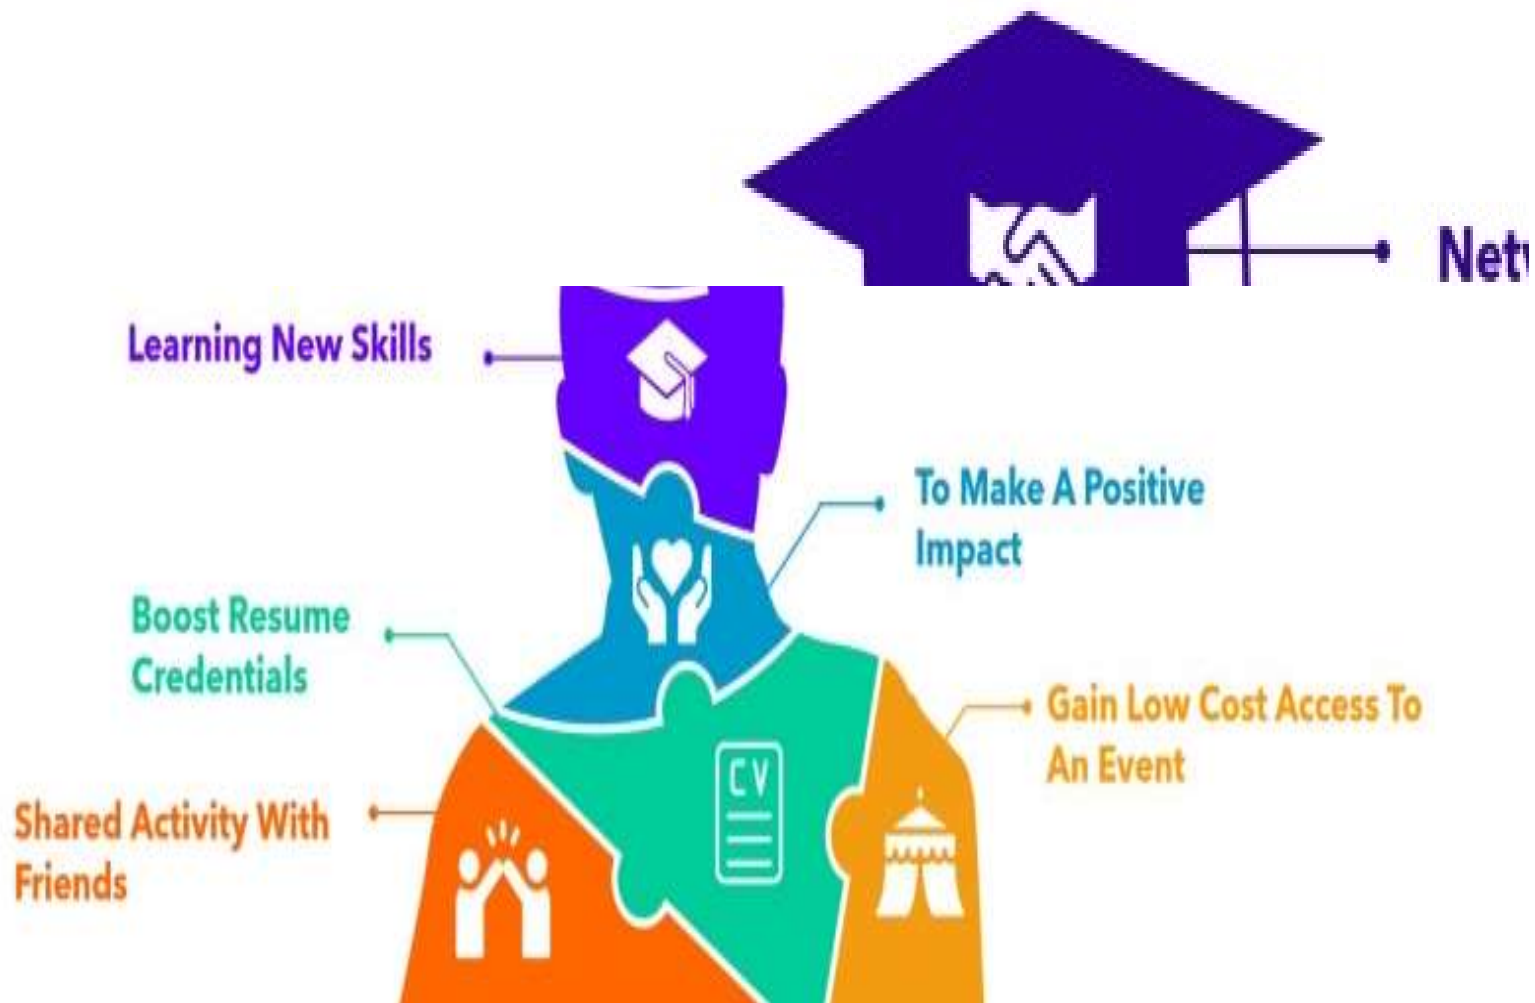 Learning New Skills
To Make A Positive
Impact
Boost Resume
Credentials
Gain Low Cost Access To
An Event
Shared Activity With
Friends
CV